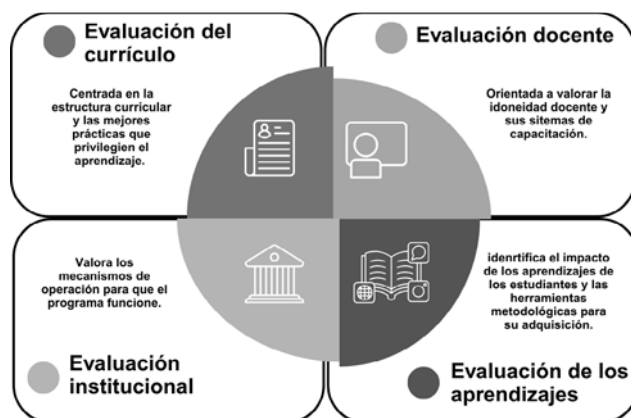 Evaluación del
currículo
Centrada en la
estructura curricular
y las mejores
prácticas que
privilegien el
aprendizaje.
Evaluación docente
Orientada a valorar la
idoneidad docente y
sus sitemas de
capacitación.
Valora los
mecanismos de
operación para que el
programa funcione.
Evaluación
institucional
idenrtifica el impacto
de los aprendizajes de
los estudiantes y las
herramientas
metodológicas para
su adquisición.
Evaluación de los
aprendizajes